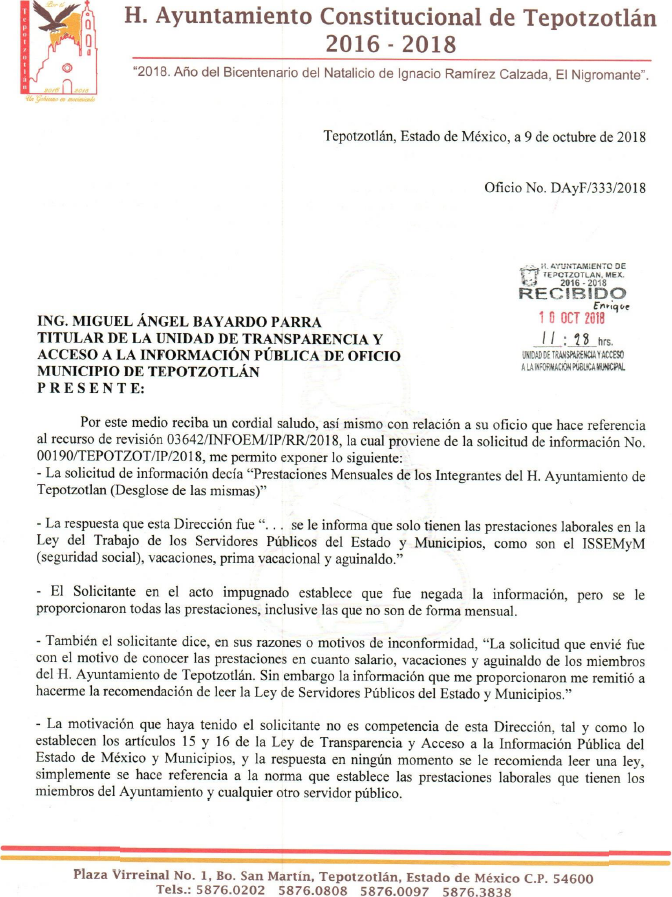 H. Ayuntamiento Constitucional de Tepotzotlán
2016 - 2018
"2018. Año del Bicentenario del Natalicio de Ignacio Ramírez Calzada, El Nigromante".
Tepotzotlán
2016 2018
Un Gobierno en movimiento
Tepotzotlán, Estado de México, a 9 de octubre de 2018
Oficio No. DAyF/333/2018
H. AYUNTAMIENTO DE
TEPOTZOTLAN, MEX.
2016 - 2018
RECIBIDO
Enrique
10 OCT 2018
11:28 hrs.
UNIDAD DE TRANSPARENCIA Y ACCESO
A LA INFORMACIÓN PÚBLICA MUNICIPAL
ING. MIGUEL ÁNGEL BAYARDO PARRA
TITULAR DE LA UNIDAD DE TRANSPARENCIA Y
ACCESO A LA INFORMACIÓN PÚBLICA DE OFICIO
MUNICIPIO DE TEPOTZOTLÁN
P R E S E N T E:
Por este medio reciba un cordial saludo, así mismo con relación a su oficio que hace referencia
al recurso de revisión 03642/INFOEM/IP/RR/2018, la cual proviene de la solicitud de información No.
00190/TEPOTZOT/IP/2018, me permito exponer lo siguiente:
- La solicitud de información decía "Prestaciones Mensuales de los Integrantes del H. Ayuntamiento de
Tepotzotlan (Desglose de las mismas)"
- La respuesta que esta Dirección fue ". . . se le informa que solo tienen las prestaciones laborales en la
Ley del Trabajo de los Servidores Públicos del Estado y Municipios, como son el ISSEMyM
(seguridad social), vacaciones, prima vacacional y aguinaldo."
- El Solicitante en el acto impugnado establece que fue negada la información, pero se le
proporcionaron todas las prestaciones, inclusive las que no son de forma mensual.
- También el solicitante dice, en sus razones o motivos de inconformidad, "La solicitud que envié fue
con el motivo de conocer las prestaciones en cuanto salario, vacaciones y aguinaldo de los miembros
del H. Ayuntamiento de Tepotzotlán. Sin embargo la información que me proporcionaron me remitió a
hacerme la recomendación de leer la Ley de Servidores Públicos del Estado y Municipios."
- La motivación que haya tenido el solicitante no es competencia de esta Dirección, tal y como lo
establecen los artículos 15 y 16 de la Ley de Transparencia y Acceso a la Información Pública del
Estado de México y Municipios, y la respuesta en ningún momento se le recomienda leer una ley,
simplemente se hace referencia a la norma que establece las prestaciones laborales que tienen los
miembros del Ayuntamiento y cualquier otro servidor público.
Plaza Virreinal No. 1, Bo. San Martín, Tepotzotlán, Estado de México C.P. 54600
Tels.: 5876.0202 5876.0808 5876.0097 5876.3838